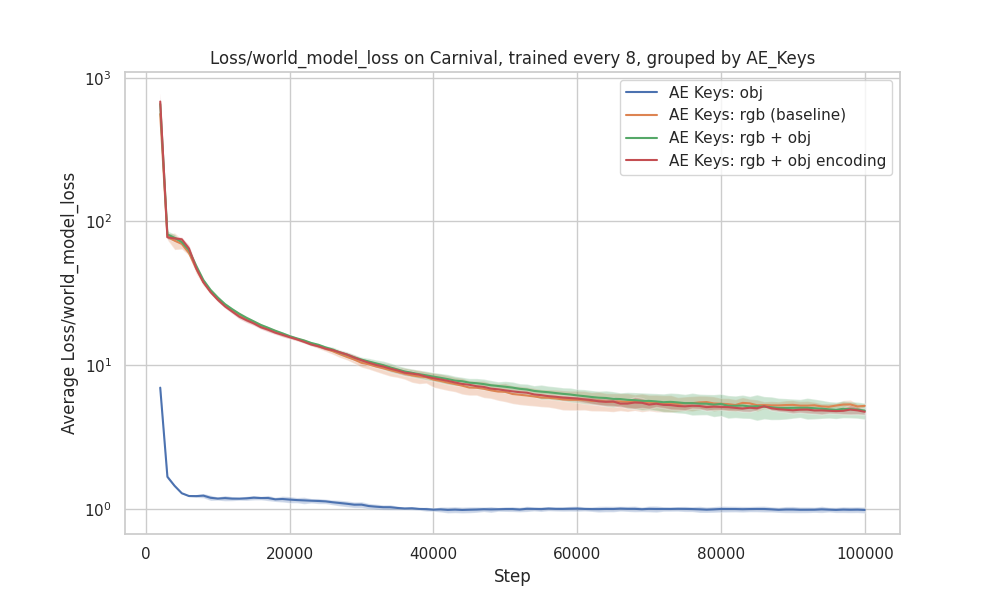 Loss/world_model_loss on Carnival, trained every 8, grouped by AE_Keys
AE Keys: obj
AE Keys: rgb (baseline)
AE Keys: rgb + obj
AE Keys: rgb + obj encoding
Average Loss/world_model_loss
10³
10²
10¹
10⁰
0 20000 40000 60000 80000 100000
Step